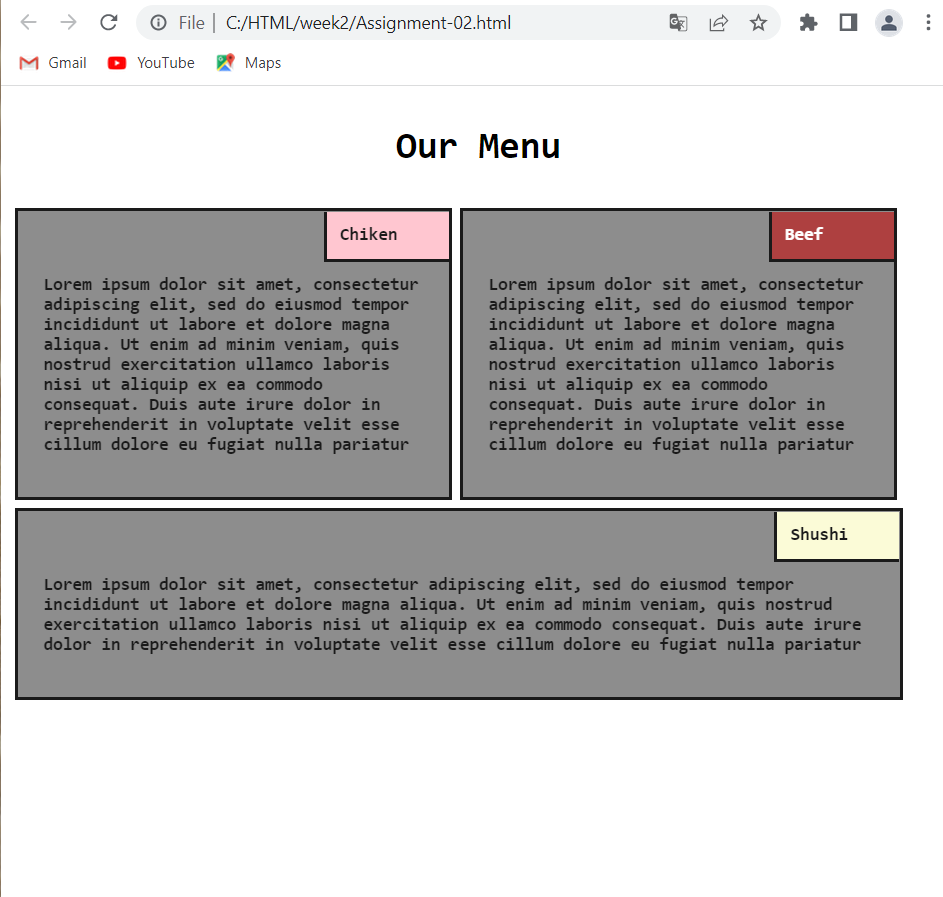 File | C:/HTML/week2/Assignment-02.html
Gmail YouTube Maps
Our Menu
Chiken
Lorem ipsum dolor sit amet, consectetur
adipiscing elit, sed do eiusmod tempor
incididunt ut labore et dolore magna
aliqua. Ut enim ad minim veniam, quis
nostrud exercitation ullamco laboris
nisi ut aliquip ex ea commodo
consequat. Duis aute irure dolor in
reprehenderit in voluptate velit esse
cillum dolore eu fugiat nulla pariatur
Beef
Lorem ipsum dolor sit amet, consectetur
adipiscing elit, sed do eiusmod tempor
incididunt ut labore et dolore magna
aliqua. Ut enim ad minim veniam, quis
nostrud exercitation ullamco laboris
nisi ut aliquip ex ea commodo
consequat. Duis aute irure dolor in
reprehenderit in voluptate velit esse
cillum dolore eu fugiat nulla pariatur
Shushi
Lorem ipsum dolor sit amet, consectetur adipiscing elit, sed do eiusmod tempor
incididunt ut labore et dolore magna aliqua. Ut enim ad minim veniam, quis nostrud
exercitation ullamco laboris nisi ut aliquip ex ea commodo consequat. Duis aute irure
dolor in reprehenderit in voluptate velit esse cillum dolore eu fugiat nulla pariatur